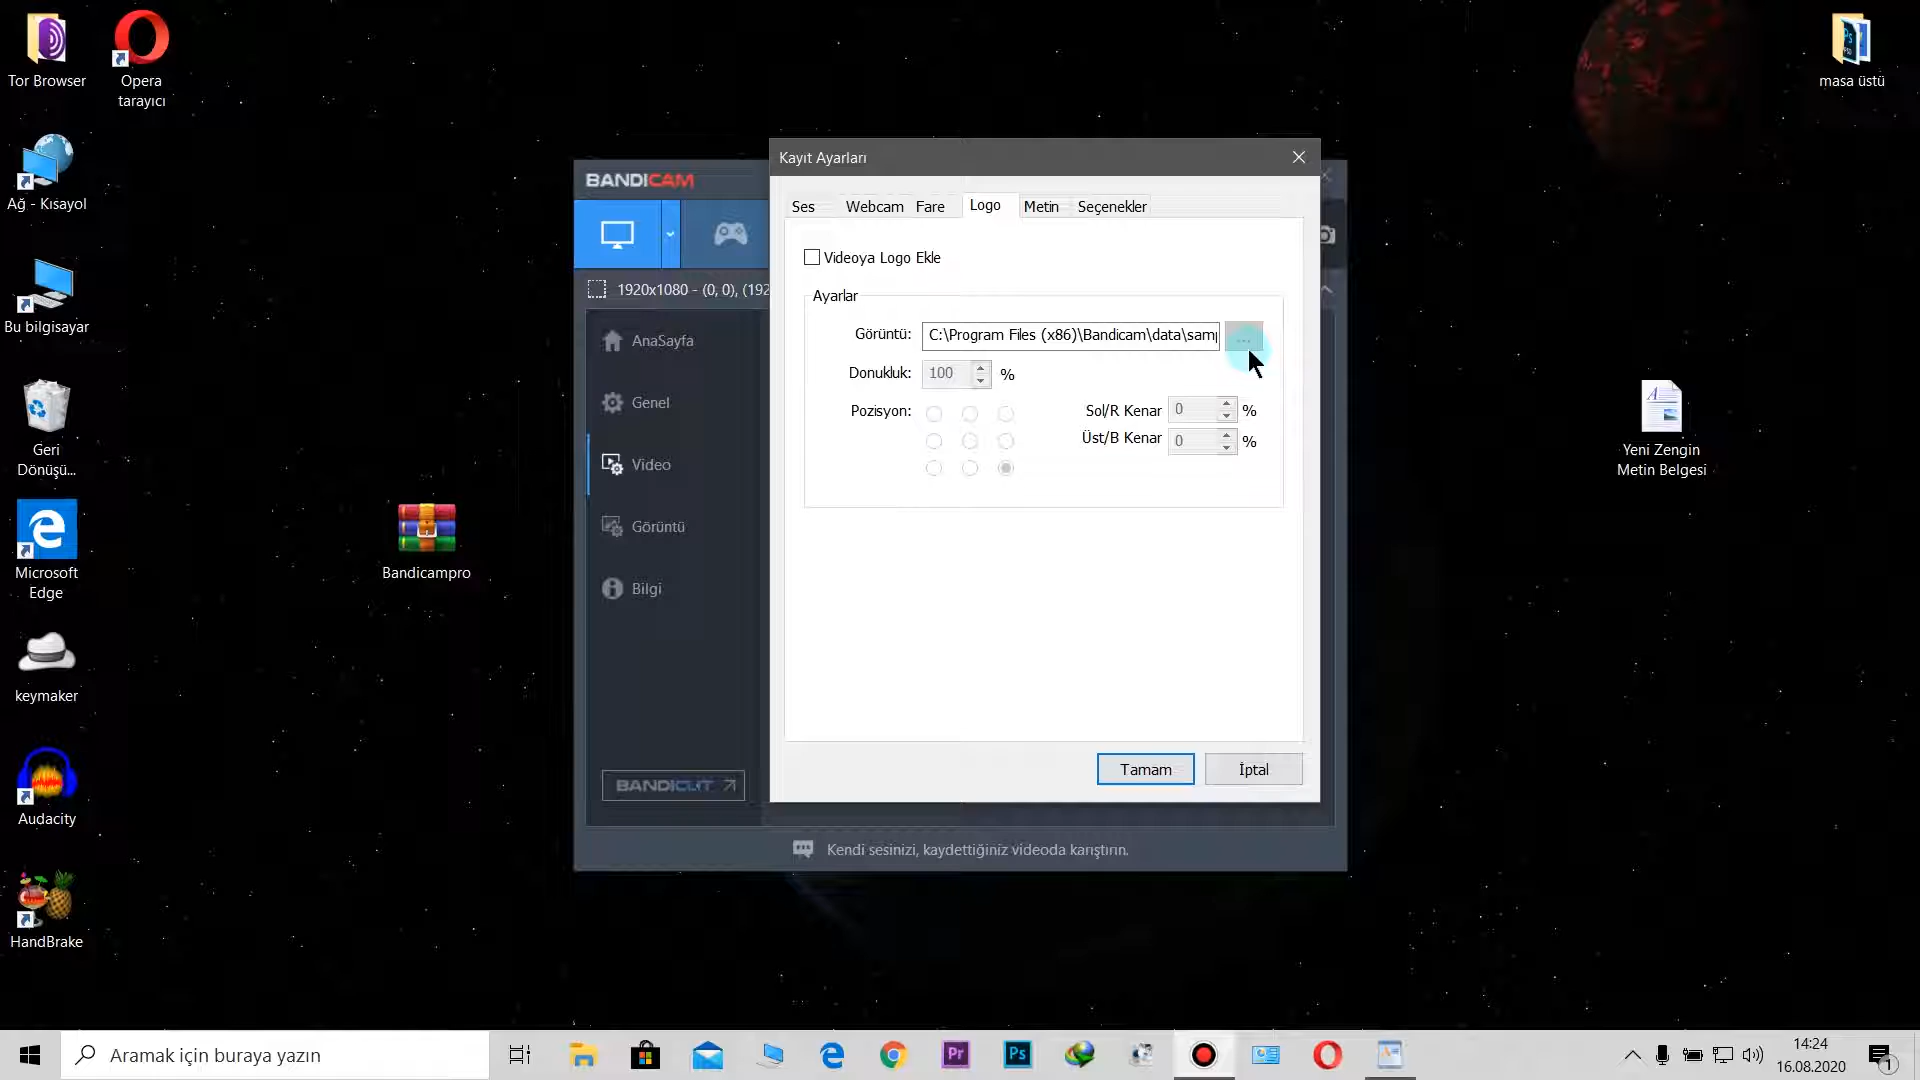 Tor Browser
Opera
tarayıcı
masa üstü
Ağ - Kısayol
Bu bilgisayar
Geri
Dönüşü...
Microsoft
Edge
keymaker
Audacity
HandBrake
Bandicampro
Yeni Zengin
Metin Belgesi
BANDICAM
1920x1080 - (0, 0), (192
AnaSayfa
Genel
Video
Görüntü
Bilgi
BANDICUT
Kendi sesinizi, kaydettiğiniz videoda karıştırın.
Kayıt Ayarları
Ses Webcam Fare Logo Metin Seçenekler
Videoya Logo Ekle
Ayarlar
Görüntü: C:\Program Files (x86)\Bandicam\data\samp ...
Donukluk: 100 %
Pozisyon:
Sol/R Kenar 0 %
Üst/B Kenar 0 %
Tamam İptal
Aramak için buraya yazın
Pr
Ps
14:24
16.08.2020
1